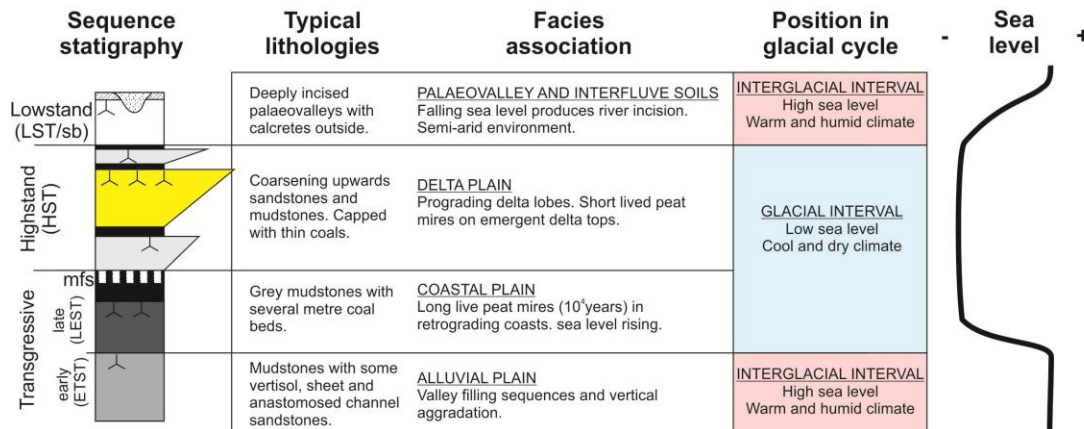 Sequence
statigraphy
Typical
lithologies
Facies
association
Position in
glacial cycle
- Sea +
level
Lowstand
(LST/sb)
Deeply incised
palaeovalleys with
calcretes outside.
PALAEOVALLEY AND INTERFLUVE SOILS
Falling sea level produces river incision.
Semi-arid environment.
INTERGLACIAL INTERVAL
High sea level
Warm and humid climate
Highstand
(HST)
Coarsening upwards
sandstones and
mudstones. Capped
with thin coals.
DELTA PLAIN
Prograding delta lobes. Short lived peat
mires on emergent delta tops.
GLACIAL INTERVAL
Low sea level
Cool and dry climate
Transgressive
mfs
late
(LEST)
Grey mudstones with
several metre coal
beds.
COASTAL PLAIN
Long live peat mires (10⁴years) in
retrograding coasts. sea level rising.
early
(ETST)
Mudstones with some
vertisol, sheet and
anastomosed channel
sandstones.
ALLUVIAL PLAIN
Valley filling sequences and vertical
aggradation.
INTERGLACIAL INTERVAL
High sea level
Warm and humid climate